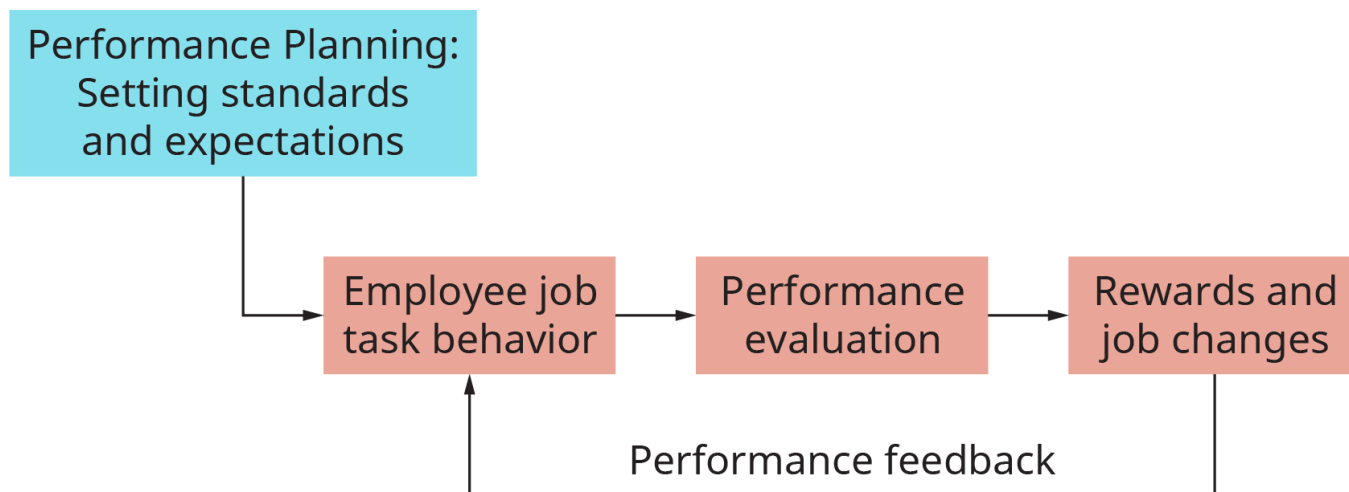 Performance Planning:
Setting standards
and expectations
Employee job
task behavior
Performance
evaluation
Rewards and
job changes
Performance feedback